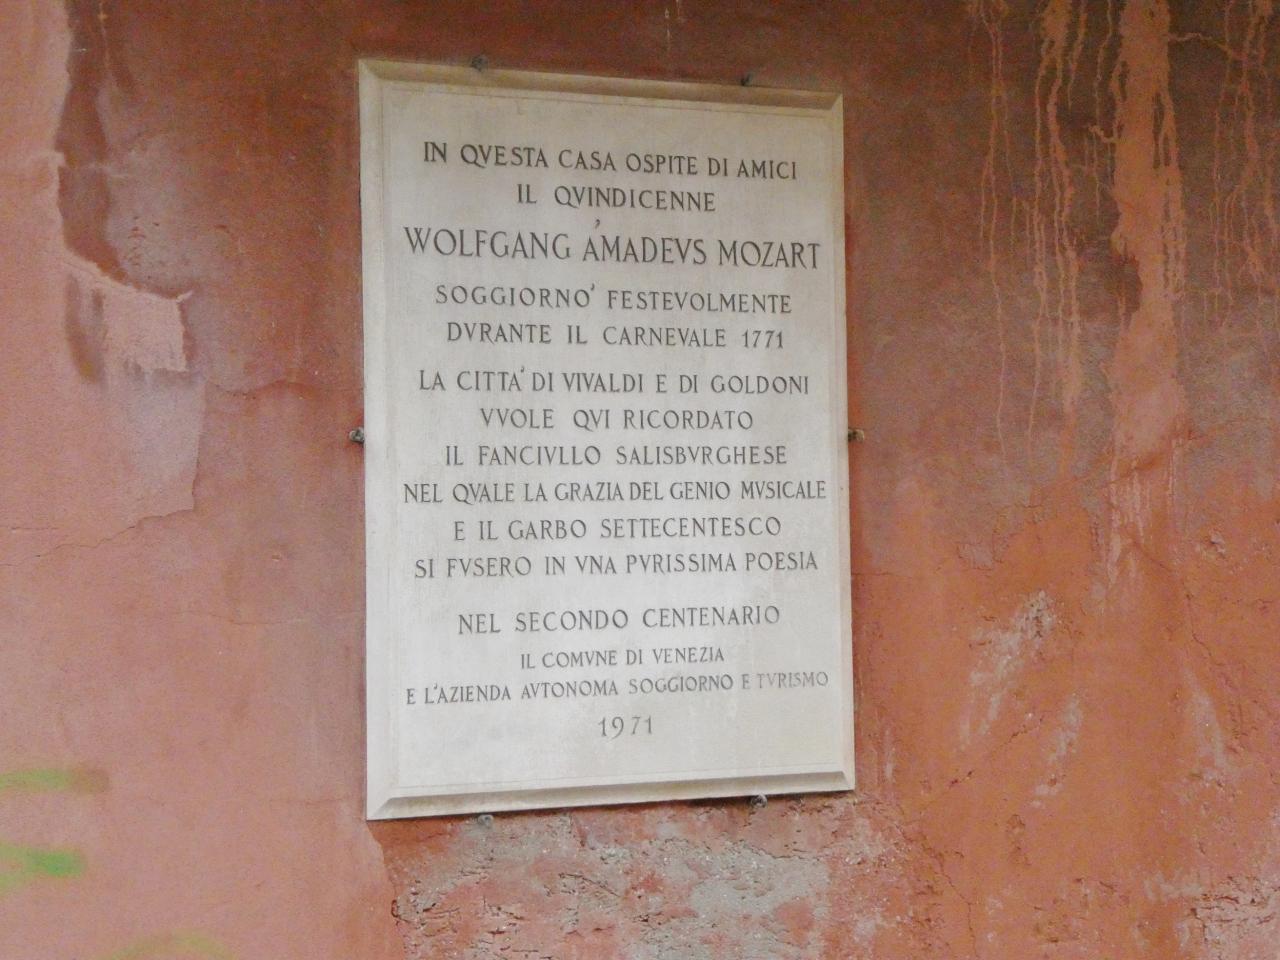 IN QVESTA CASA OSPITE DI AMICI
IL QVINDICENNE
WOLFGANG AMADEVS MOZART
SOGGIORNO' FESTEVOLMENTE
DVRANTE IL CARNEVALE 1771
LA CITTA' DI VIVALDI E DI GOLDONI
VVOLE QVI RICORDATO
IL FANCIVLLO SALISBVRGHESE
NEL QVALE LA GRAZIA DEL GENIO MVSICALE
E IL GARBO SETTECENTESCO
SI FVSERO IN VNA PVRISSIMA POESIA
NEL SECONDO CENTENARIO
IL COMVNE DI VENEZIA
E L'AZIENDA AVTONOMA SOGGIORNO E TVRISMO
1971